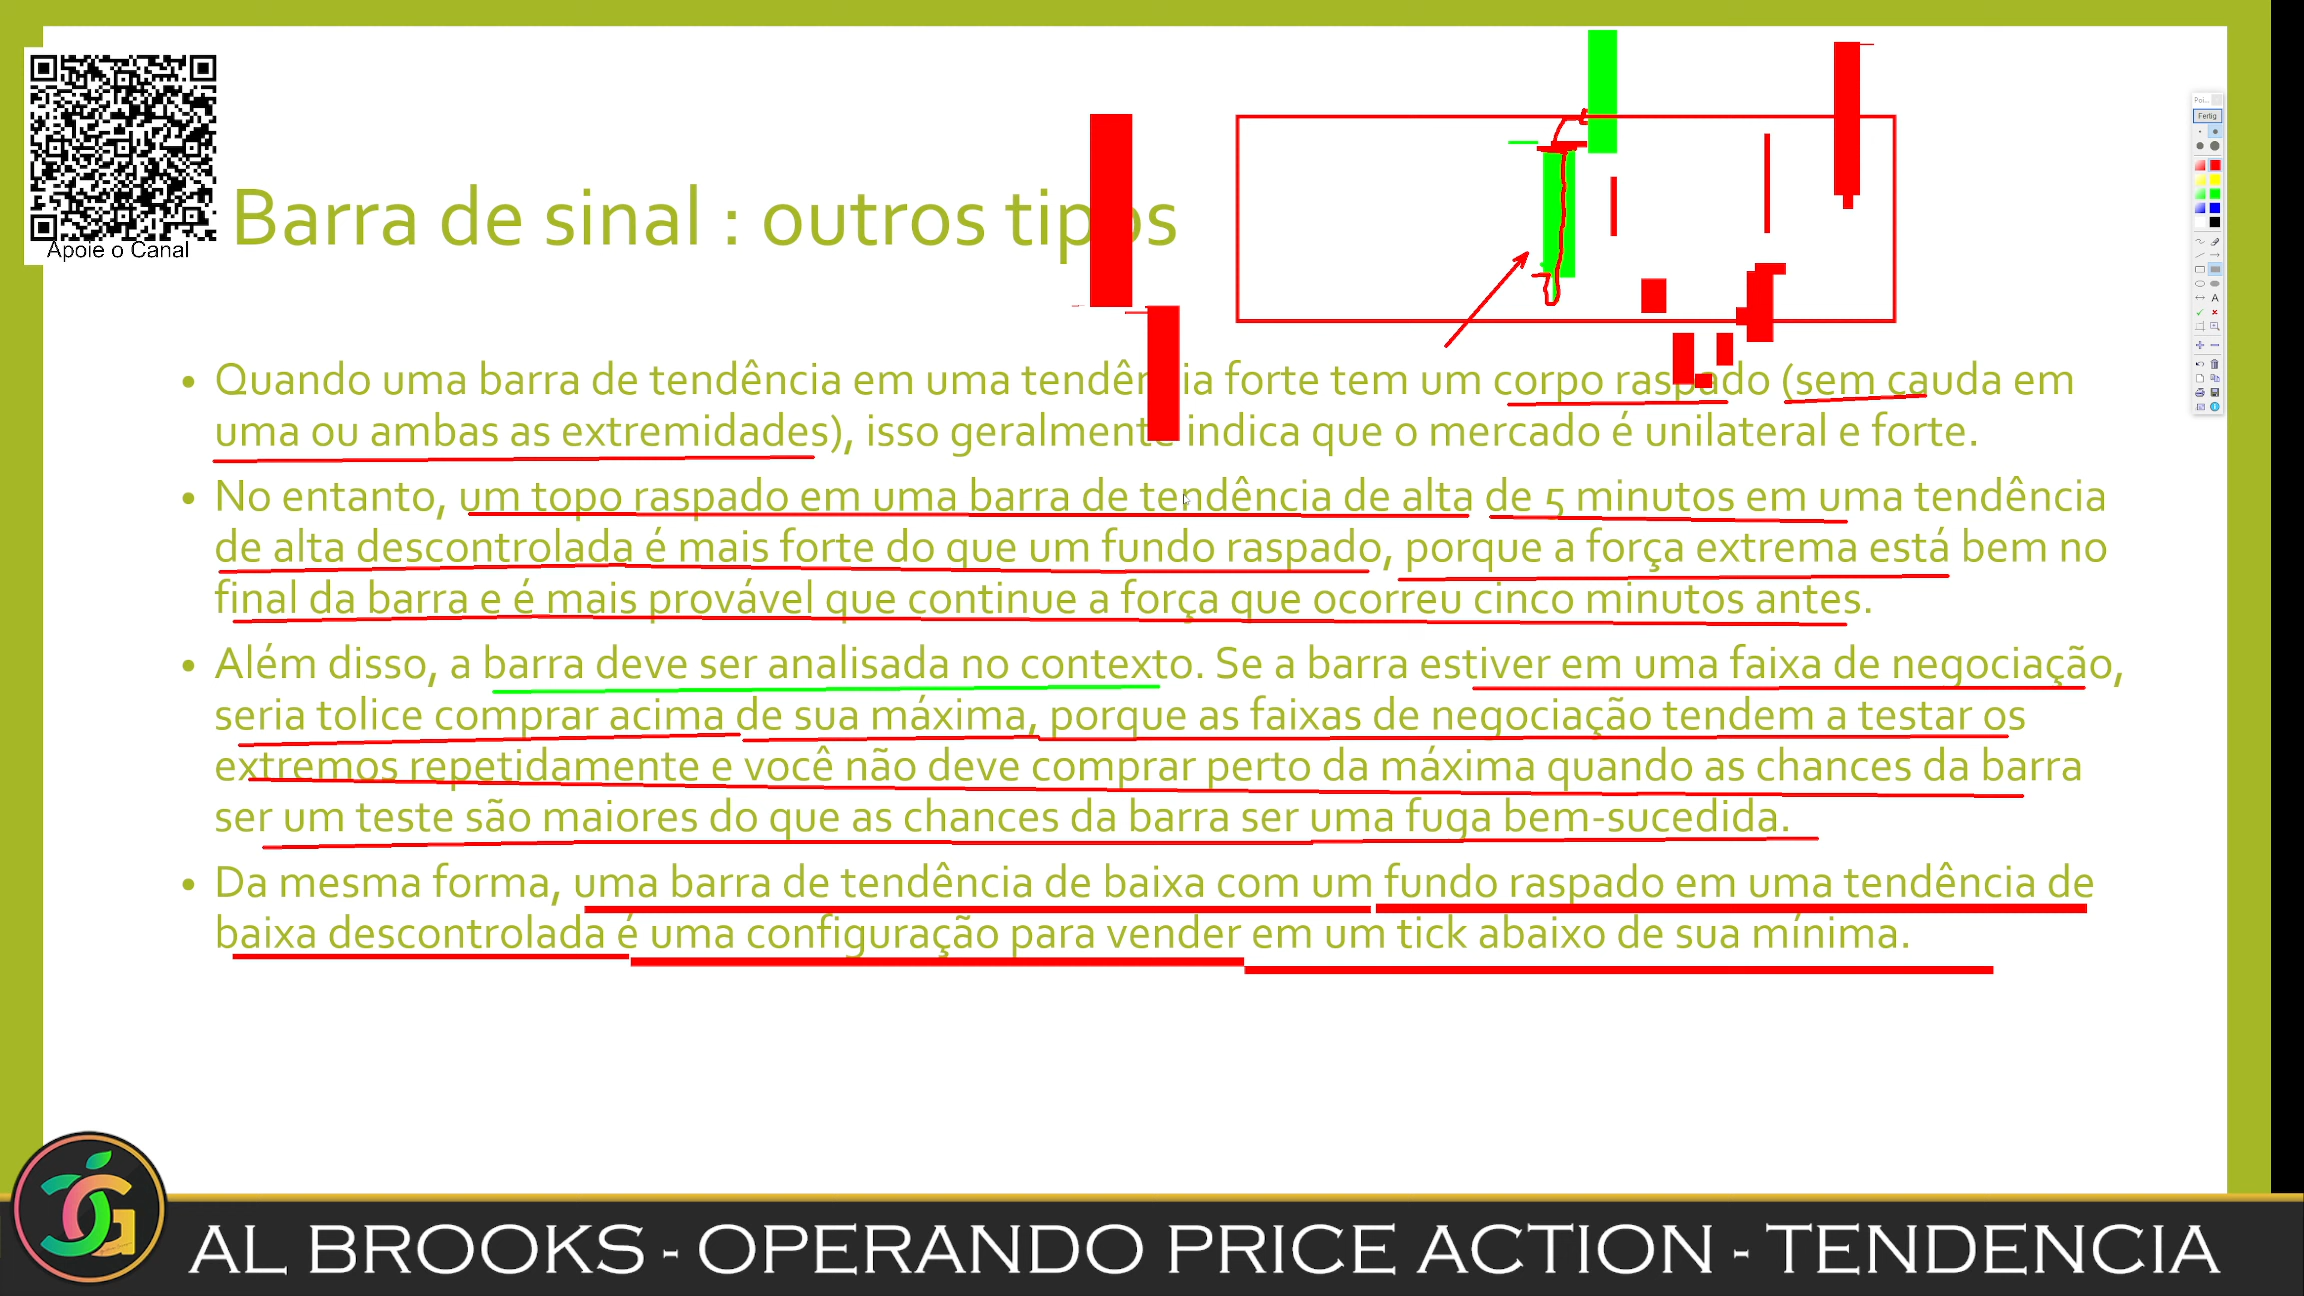 Apoie o Canal
Barra de sinal : outros tipos
Poi...
Fertig
• Quando uma barra de tendência em uma tendência forte tem um corpo raspado (sem cauda em
uma ou ambas as extremidades), isso geralmente indica que o mercado é unilateral e forte.
• No entanto, um topo raspado em uma barra de tendência de alta de 5 minutos em uma tendência
de alta descontrolada é mais forte do que um fundo raspado, porque a força extrema está bem no
final da barra e é mais provável que continue a força que ocorreu cinco minutos antes.
• Além disso, a barra deve ser analisada no contexto. Se a barra estiver em uma faixa de negociação,
seria tolice comprar acima de sua máxima, porque as faixas de negociação tendem a testar os
extremos repetidamente e você não deve comprar perto da máxima quando as chances da barra
ser um teste são maiores do que as chances da barra ser uma fuga bem-sucedida.
• Da mesma forma, uma barra de tendência de baixa com um fundo raspado em uma tendência de
baixa descontrolada é uma configuração para vender em um tick abaixo de sua mínima.
AL BROOKS - OPERANDO PRICE ACTION - TENDENCIA